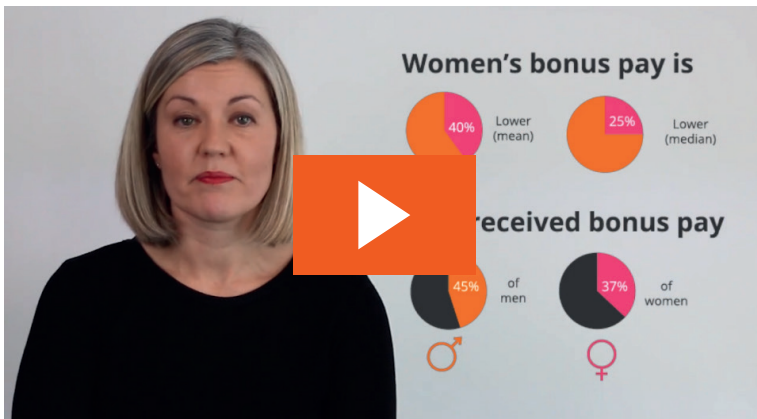 Women's bonus pay is
40%
Lower
(mean)
25%
Lower
(median)
received bonus pay
45%
of
men
37%
of
women